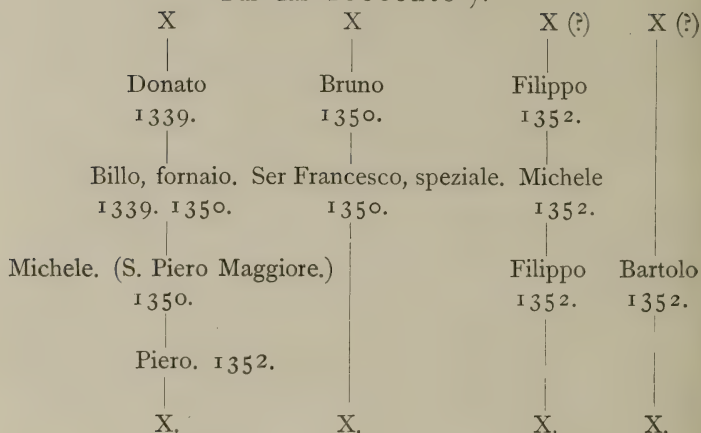 X X X (?) X (?)
Donato Bruno Filippo
1339. 1350. 1352.
Billo, fornaio. Ser Francesco, speziale. Michele
1339. 1350. 1350. 1352.
Michele. (S. Piero Maggiore.) Filippo Bartolo
1350. 1352. 1352.
Piero. 1352.
X. X. X. X.